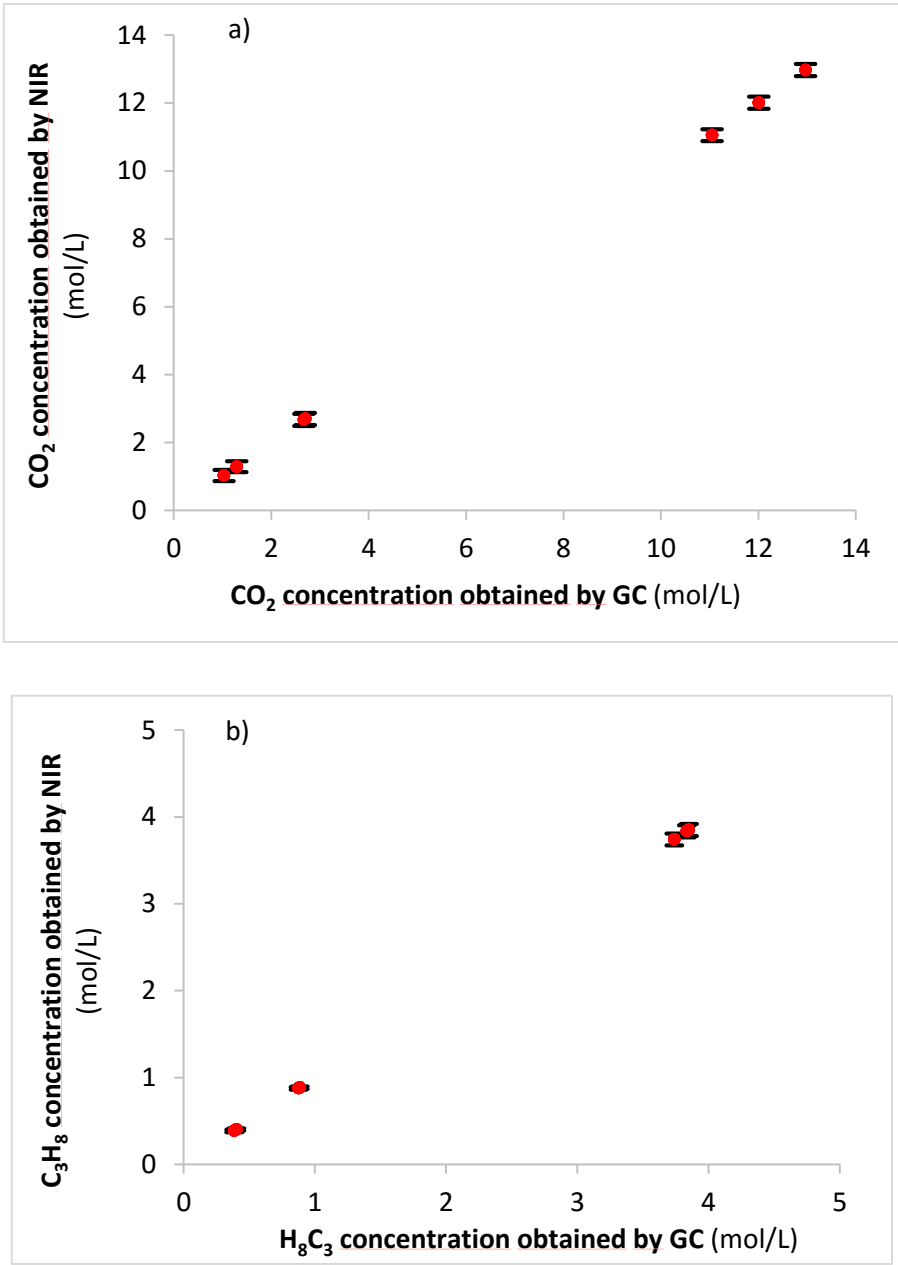 a)
CO₂ concentration obtained by NIR
(mol/L)
14
12
10
8
6
4
2
0
0 2 4 6 8 10 12 14
CO₂ concentration obtained by GC (mol/L)
b)
C₃H₈ concentration obtained by NIR
(mol/L)
5
4
3
2
1
0
0 1 2 3 4 5
H₈C₃ concentration obtained by GC (mol/L)